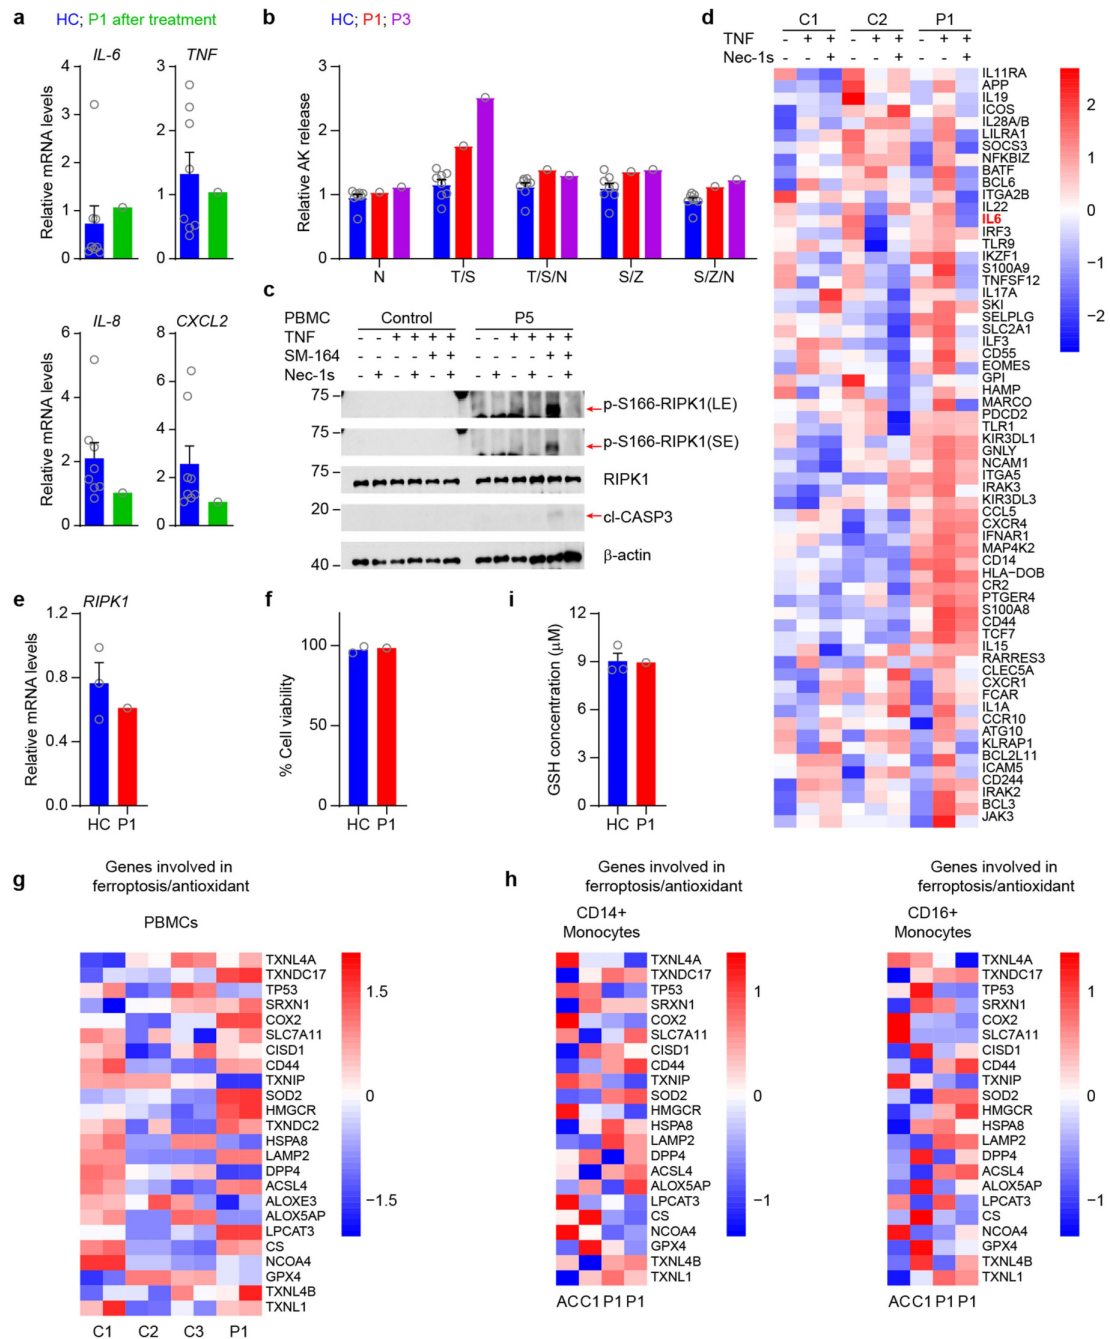 a
HC; P1 after treatment
IL-6
TNF
Relative mRNA levels
4
3
2
1
0
3
2
1
0
IL-8
CXCL2
Relative mRNA levels
6
4
2
0
8
6
4
2
0
b
HC; P1; P3
Relative AK release
3
2
1
0
N
T/S
T/S/N
S/Z
S/Z/N
c
PBMC Control P5
TNF - - + + + + - - + + + +
SM-164 - - - - + + - - - - + +
Nec-1s - + - + - + - + - + - +
75
p-S166-RIPK1(LE)
75
p-S166-RIPK1(SE)
75
RIPK1
20
cl-CASP3
40
β-actin
d
C1 C2 P1
TNF - + + - + + - + +
Nec-1s - - + - - + - - +
IL11RA
APP
IL19
ICOS
IL28A/B
LILRA1
SOCS3
NFKBIZ
BATF
BCL6
ITGA2B
IL22
IL6
IRF3
TLR9
IKZF1
S100A9
TNFSF12
IL17A
SKI
SELPLG
SLC2A1
ILF3
CD55
EOMES
GPI
HAMP
MARCO
PDCD2
TLR1
KIR3DL1
GNLY
NCAM1
ITGA5
IRAK3
KIR3DL3
CCL5
CXCR4
IFNAR1
MAP4K2
CD14
HLA−DOB
CR2
PTGER4
S100A8
CD44
TCF7
IL15
RARRES3
CLEC5A
CXCR1
FCAR
IL1A
CCR10
ATG10
KLRAP1
BCL2L11
ICAM5
CD244
IRAK2
BCL3
JAK3
2
1
0
−1
−2
e
RIPK1
Relative mRNA levels
1.2
0.8
0.4
0.0
HC P1
f
% Cell viability
100
50
0
HC P1
i
GSH concentration (μM)
12
9
6
3
0
HC P1
g
Genes involved in
ferroptosis/antioxidant
PBMCs
TXNL4A
TXNDC17
TP53
SRXN1
COX2
SLC7A11
CISD1
CD44
TXNIP
SOD2
HMGCR
TXNDC2
HSPA8
LAMP2
DPP4
ACSL4
ALOXE3
ALOX5AP
LPCAT3
CS
NCOA4
GPX4
TXNL4B
TXNL1
C1 C2 C3 P1
1.5
0
−1.5
h
Genes involved in
ferroptosis/antioxidant
CD14+
Monocytes
TXNL4A
TXNDC17
TP53
SRXN1
COX2
SLC7A11
CISD1
CD44
TXNIP
SOD2
HMGCR
HSPA8
LAMP2
DPP4
ACSL4
ALOX5AP
LPCAT3
CS
NCOA4
GPX4
TXNL4B
TXNL1
AC C1 P1 P1
1
0
−1
Genes involved in
ferroptosis/antioxidant
CD16+
Monocytes
TXNL4A
TXNDC17
TP53
SRXN1
COX2
SLC7A11
CISD1
CD44
TXNIP
SOD2
HMGCR
HSPA8
LAMP2
DPP4
ACSL4
ALOX5AP
LPCAT3
CS
NCOA4
GPX4
TXNL4B
TXNL1
AC C1 P1 P1
1
0
−1